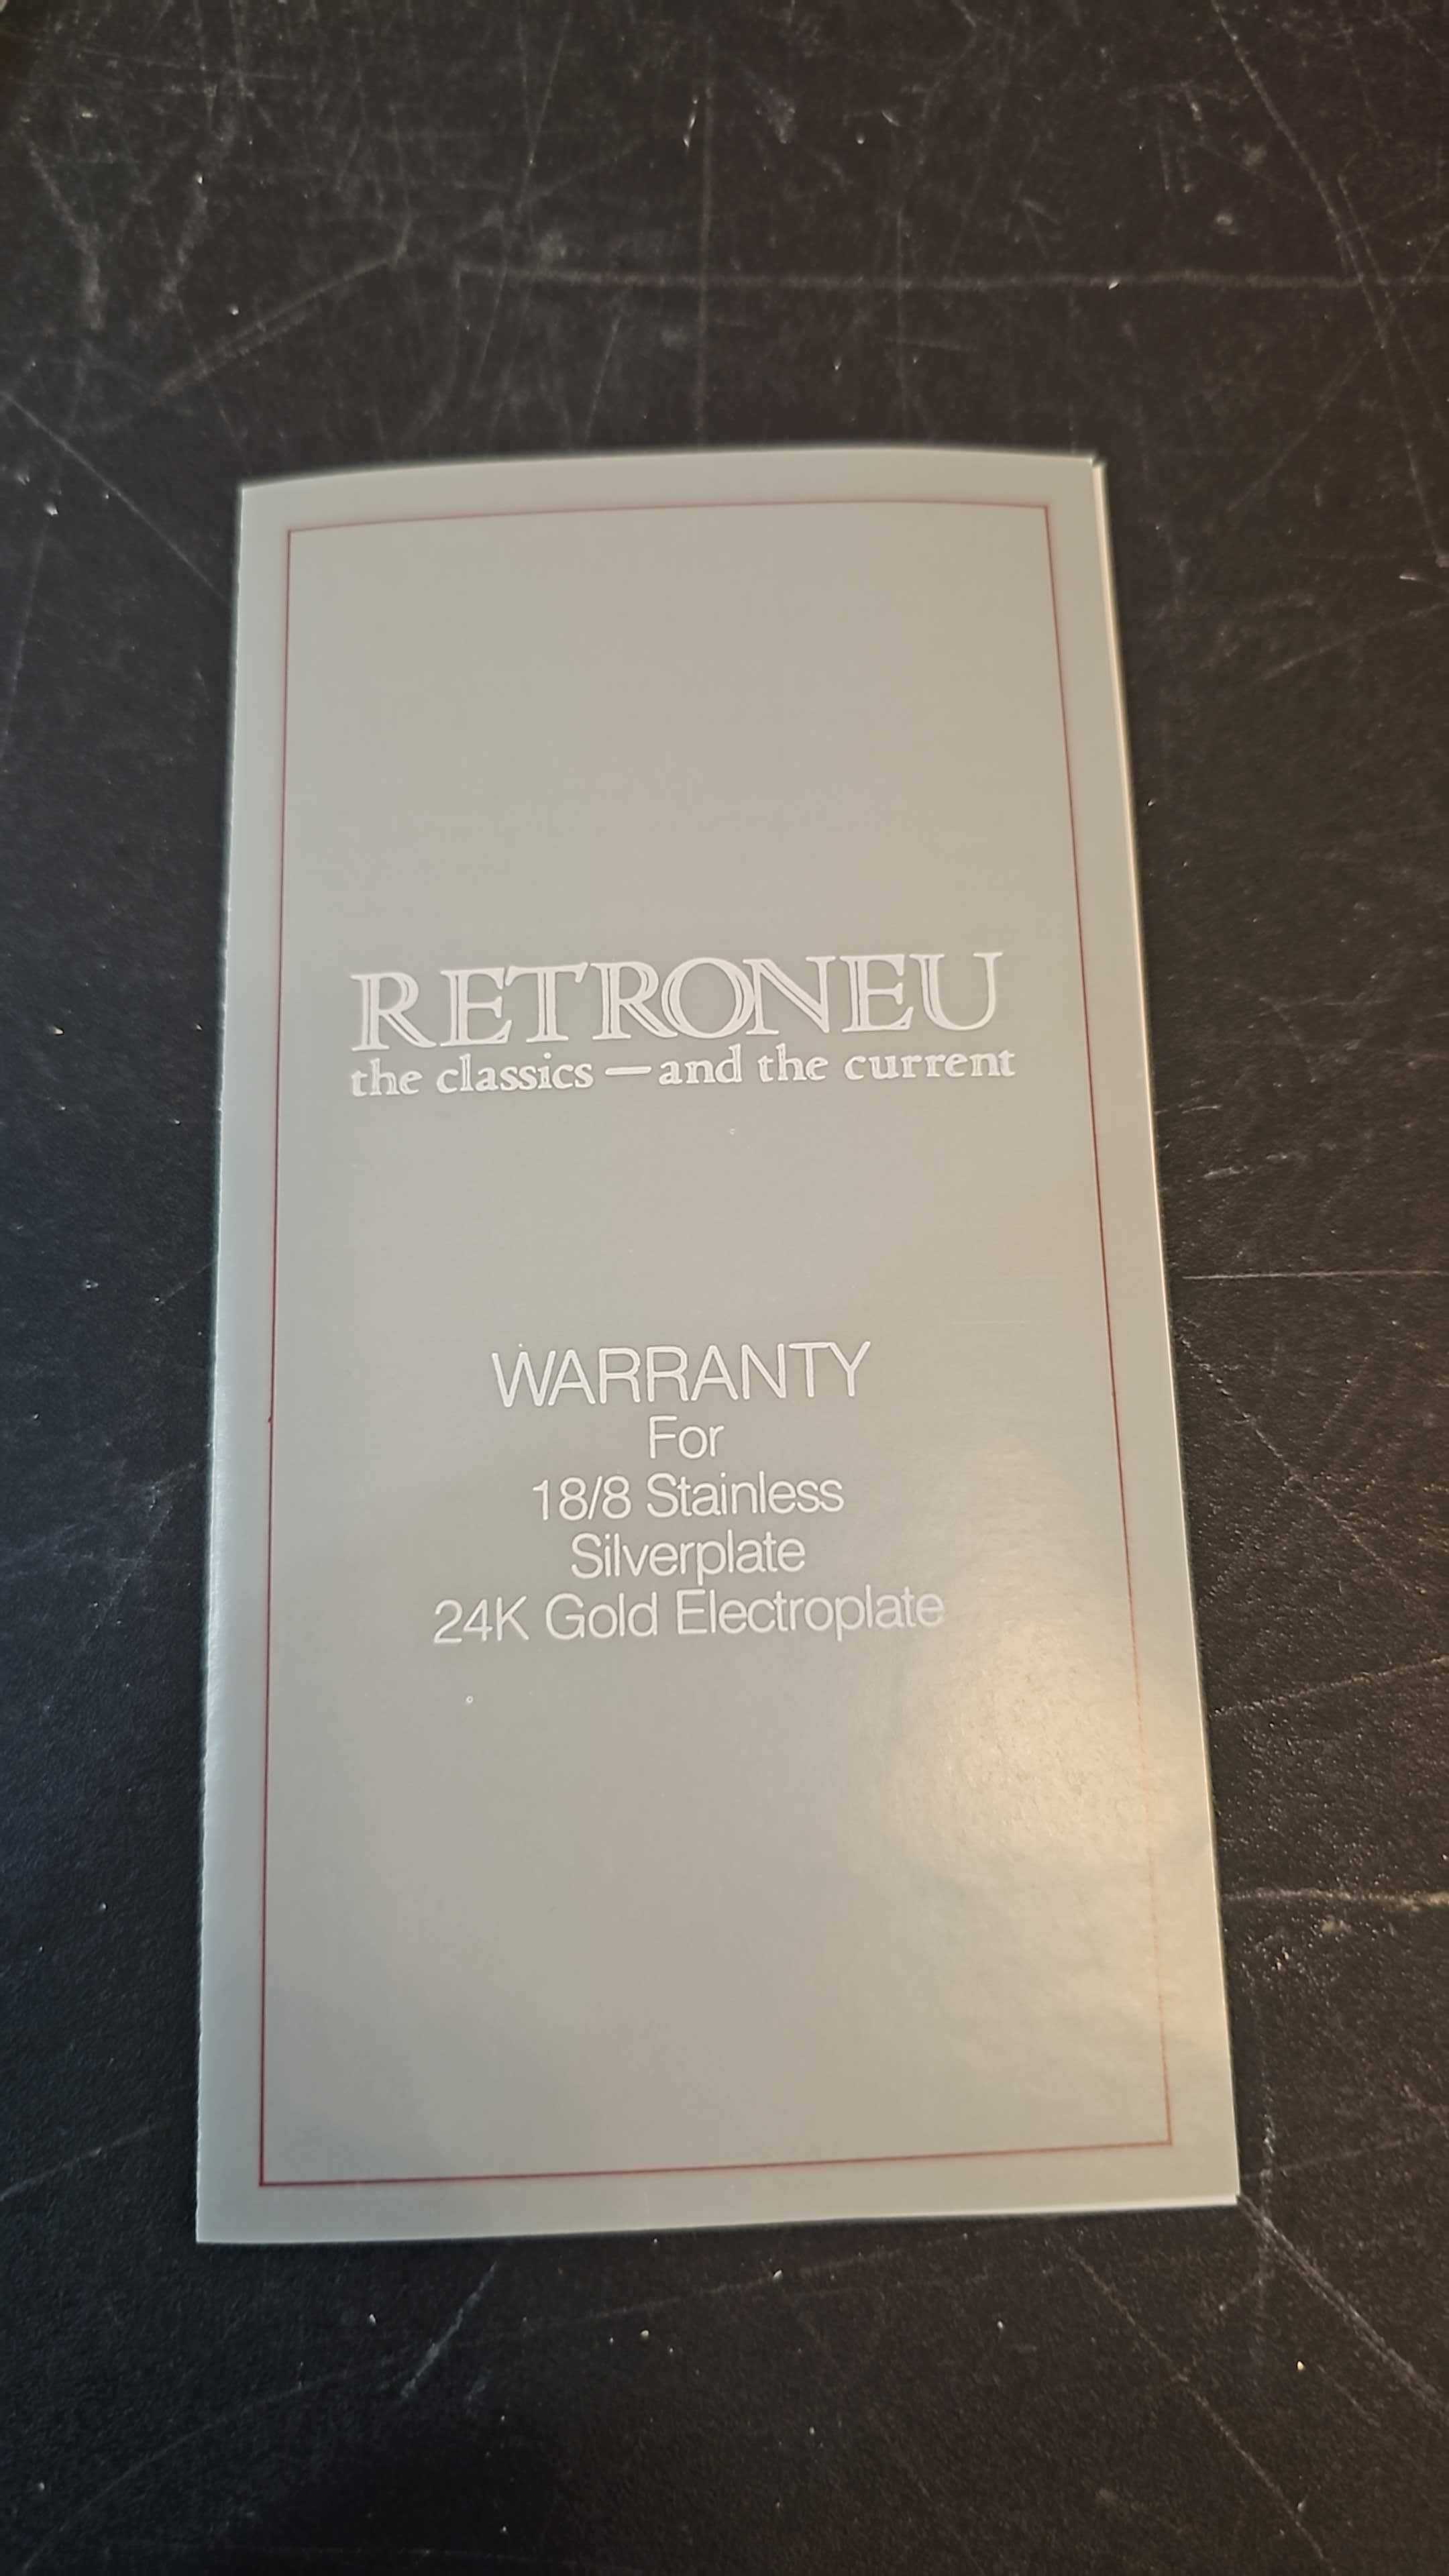 RETRONEU
the classics — and the current
WARRANTY
For
18/8 Stainless
Silverplate
24K Gold Electroplate